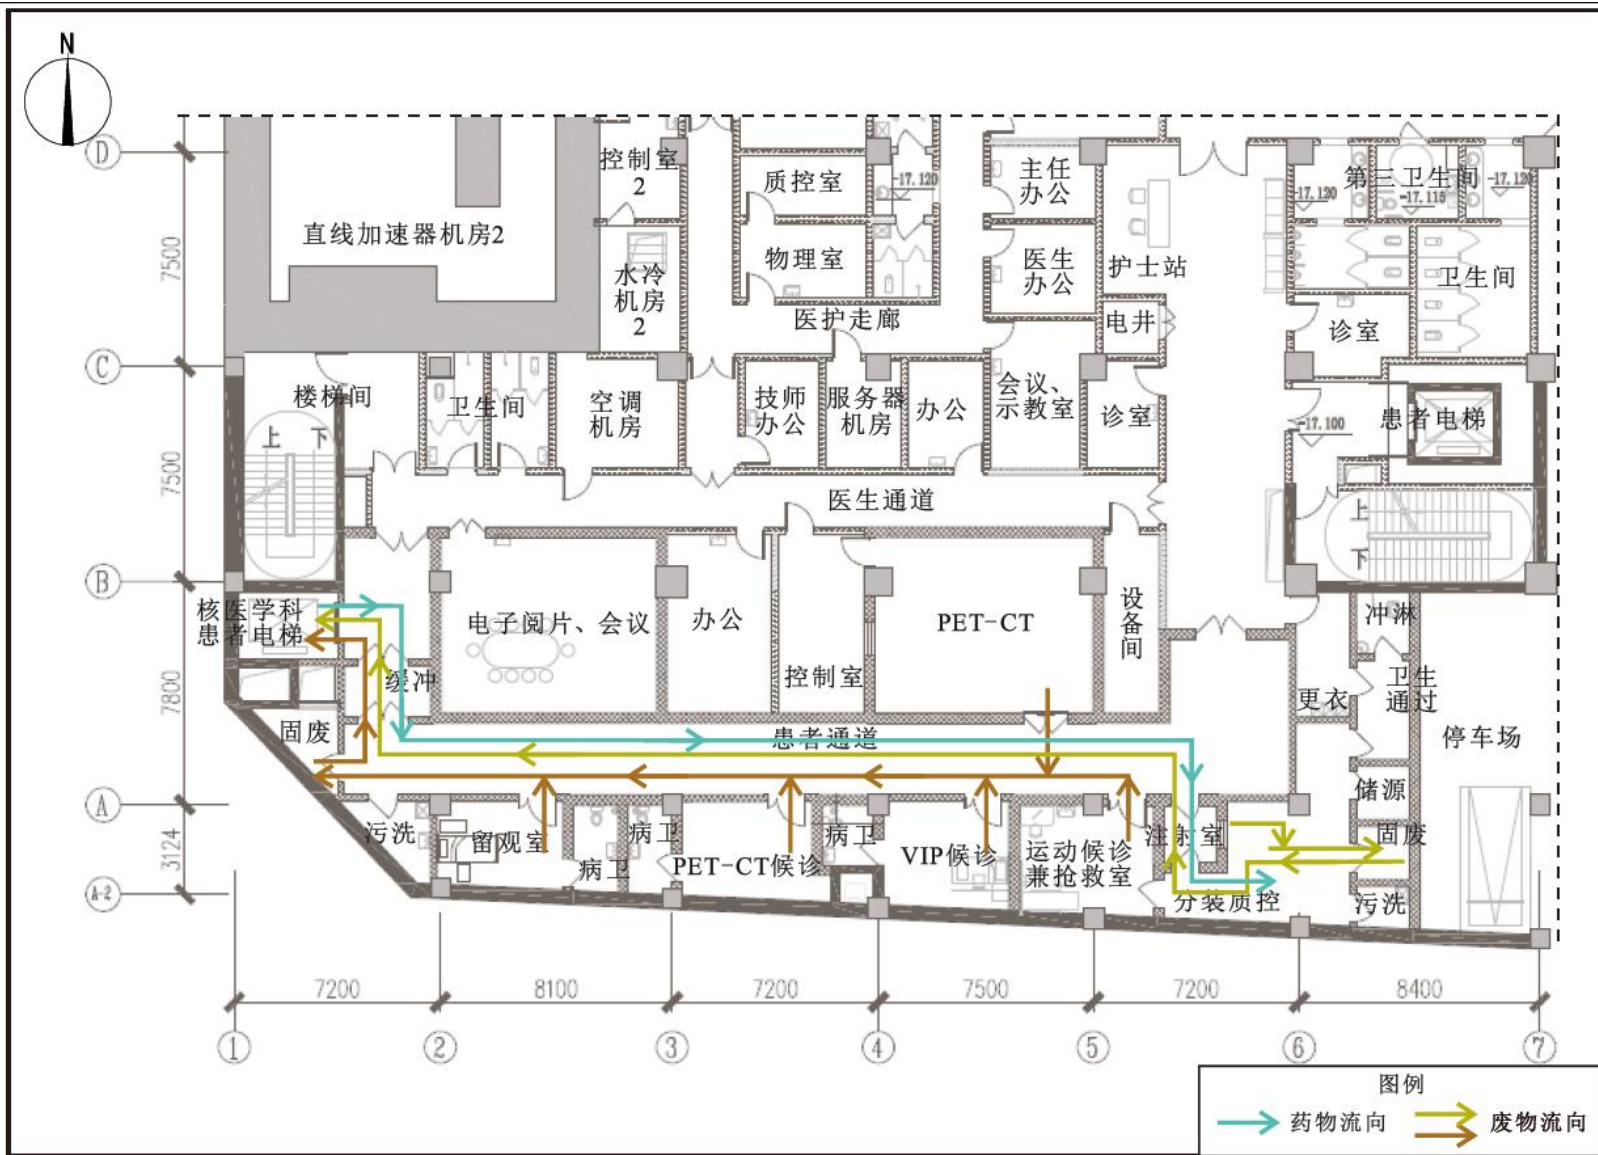 N
D
C
B
A
A-2
7500
7500
7800
3124
控制室
2
直线加速器机房2
水冷
机房
2
质控室
物理室
-17.120
主任
办公
医生
办公
护士站
电井
第三卫生间
-17.120
-17.115
-17.120
卫生间
诊室
医护走廊
楼梯间
上 下
卫生间
空调
机房
技师
办公
服务器
机房
办公
会议、
示教室
诊室
患者电梯
-17.100
医生通道
上
下
核医学科
患者电梯
电子阅片、会议
办公
控制室
PET-CT
设备间
冲淋
缓冲
更衣
卫生
通过
停车场
固废
患者通道
储源
污洗
留观室
病卫
病卫
PET-CT候诊
病卫
VIP候诊
运动候诊
兼抢救室
注射室
固废
分装质控
污洗
7200
8100
7200
7500
7200
8400
1
2
3
4
5
6
7
图例
药物流向
废物流向